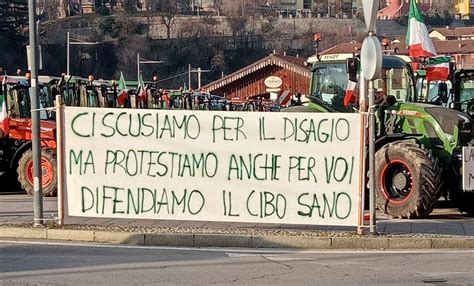 CI SCUSIAMO PER IL DISAGIO
MA PROTESTIAMO ANCHE PER VOI
DIFENDIAMO IL CIBO SANO